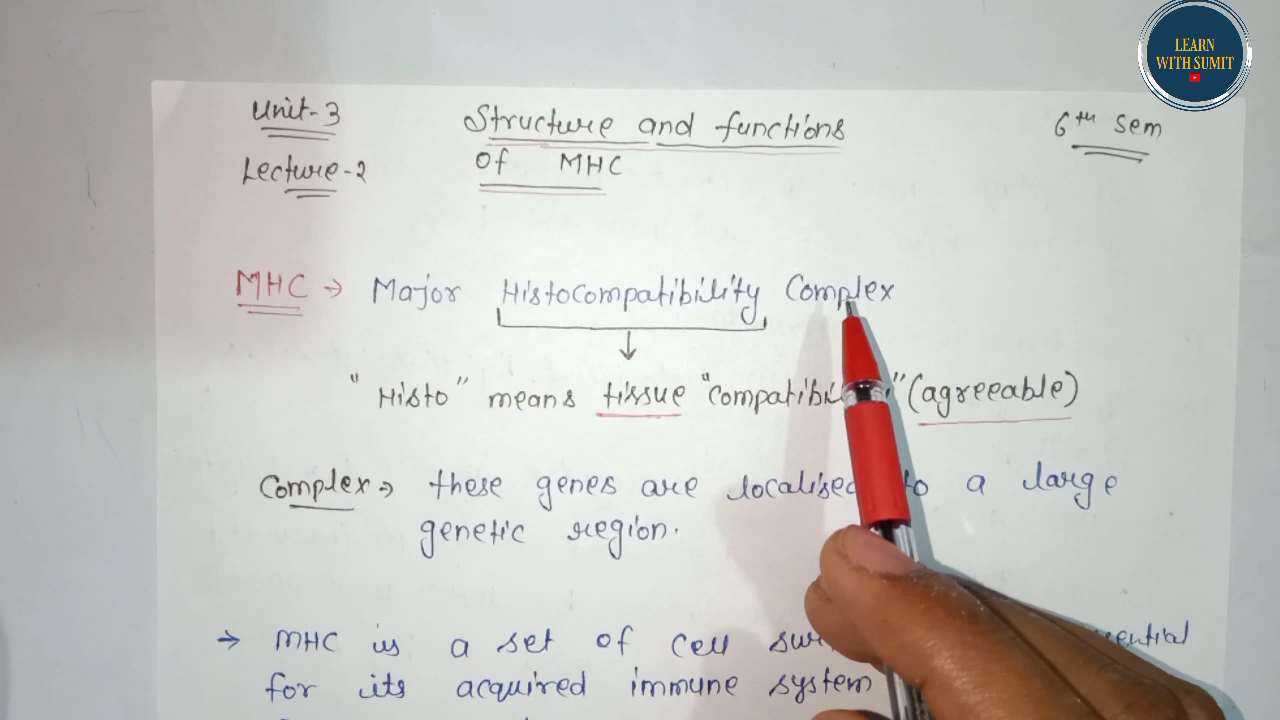 LEARN
WITH SUMIT
Unit-3
Structure and functions
6th Sem
Lecture-2
Of MHC
MHC → Major Histocompatibility Complex
"Histo" means tissue "Compatibi " (agreeable)
Complex → these genes are localised to a large
genetic region.
→ MHC is a set of cell
for its acquired immune system